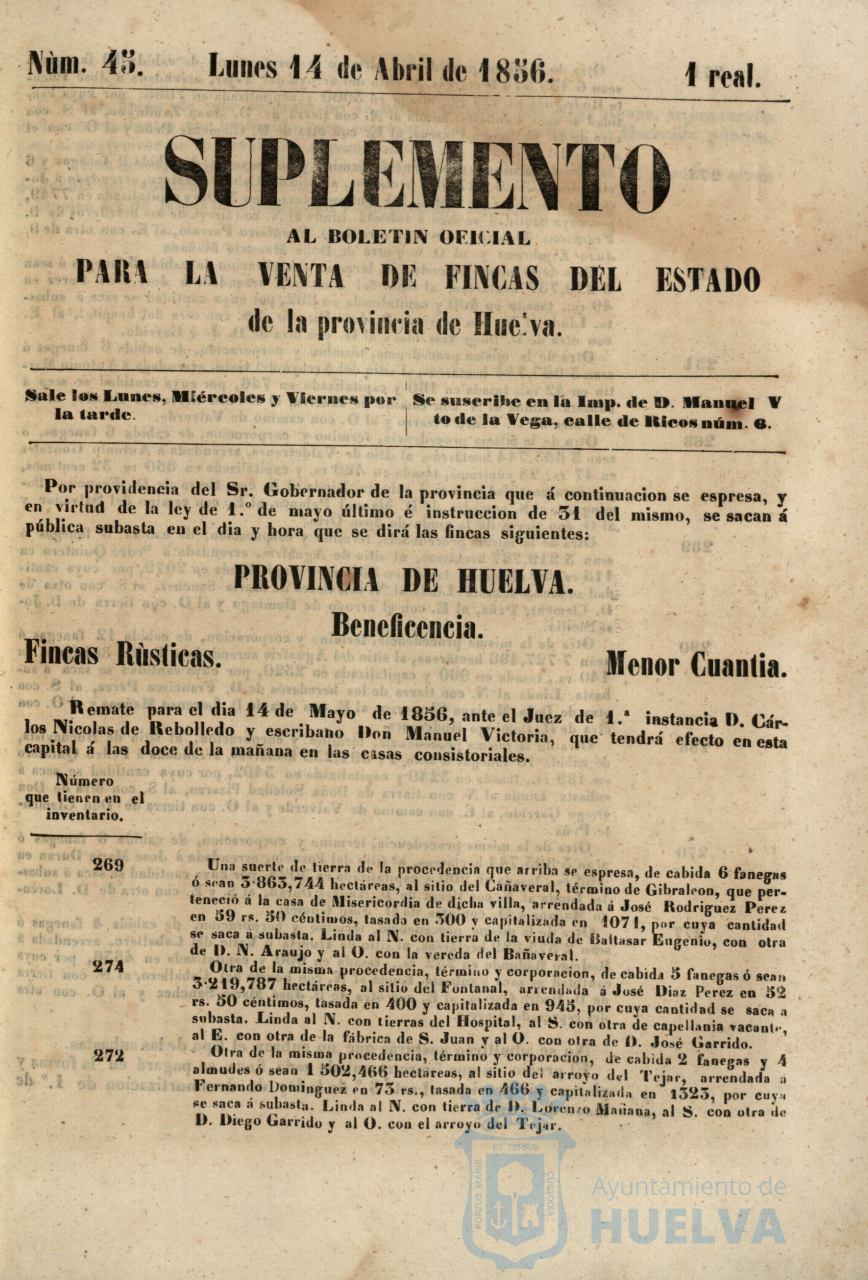 Núm. 45.
Lunes 14 de Abril de 1856.
1 real.
SUPLEMENTO
AL BOLETIN OFICIAL
PARA LA VENTA DE FINCAS DEL ESTADO
de la provincia de Huelva.
Sale los Lunes, Miércoles y Viernes por
la tarde.
Se suscribe en la Imp. de D. Manuel V
to de la Vega, calle de Ricos núm. 6.
Por providencia del Sr. Gobernador de la provincia que á continuacion se espresa, y
en virtud de la ley de 1.º de mayo último é instruccion de 31 del mismo, se sacan á
pública subasta en el dia y hora que se dirá las fincas siguientes:
PROVINCIA DE HUELVA.
Beneficencia.
Fincas Rùsticas.
Menor Cuantia.
Remate para el dia 14 de Mayo de 1856, ante el Juez de 1.ª instancia D. Cár-
los Nicolas de Rebolledo y escribano Don Manuel Victoria, que tendrá efecto en esta
capital á las doce de la mañana en las casas consistoriales.
Número
que tienen en el
inventario.
269 Una suerte de tierra de la procedencia que arriba se espresa, de cabida 6 fanegas
ó sean 3·863,744 hectáreas, al sitio del Cañaveral, término de Gibraleon, que per-
teneció á la casa de Misericordia de dicha villa, arrendada á José Rodriguez Perez
en 59 rs. 50 céntimos, tasada en 300 y capitalizada en 1071, por cuya cantidad
se saca á subasta. Linda al N. con tierra de la viuda de Baltasar Eugenio, con otra
de D. N. Araujo y al O. con la vereda del Bañaveral.
274 Otra de la misma procedencia, término y corporacion, de cabida 5 fanegas ó sean
3·219,787 hectáreas, al sitio del Fontanal, arrendada á José Diaz Perez en 52
rs. 50 céntimos, tasada en 400 y capitalizada en 945, por cuya cantidad se saca a
subasta. Linda al N. con tierras del Hospital, al S. con otra de capellania vacante,
al E. con otra de la fábrica de S. Juan y al O. con otra de D. José Garrido.
272 Otra de la misma procedencia, término y corporacion, de cabida 2 fanegas y 4
almudes ó sean 1 502,466 hectáreas, al sitio del arroyo del Tejar, arrendada á
Fernando Dominguez en 73 rs., tasada en 466 y capitalizada en 1323, por cuya
se saca á subasta. Linda al N. con tierra de D. Lorenzo Mañana, al S. con otra de
D. Diego Garrido y al O. con el arroyo del Tejar.
ET TERRÆ
PORTUS MARIS
CUSTODIA
Ayuntamiento de
HUELVA